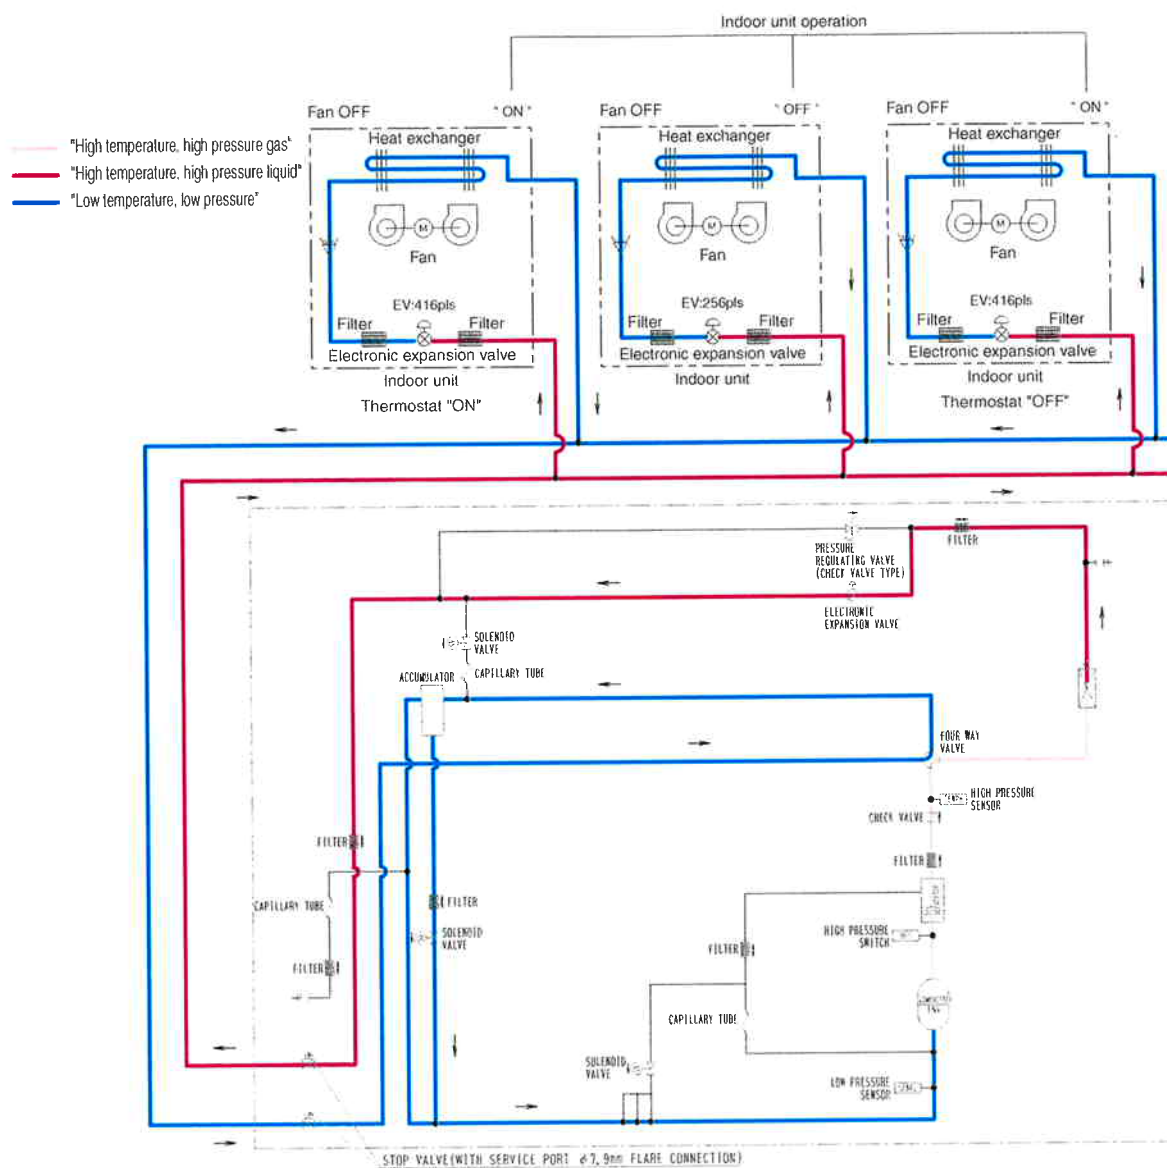 Indoor unit operation
Fan OFF " ON "
Fan OFF " OFF "
Fan OFF " ON "
"High temperature, high pressure gas"
"High temperature, high pressure liquid"
"Low temperature, low pressure"
Heat exchanger
M
Fan
EV:416pls
Filter Filter
Electronic expansion valve
Indoor unit
Thermostat "ON"
Heat exchanger
M
Fan
EV:256pls
Filter Filter
Electronic expansion valve
Indoor unit
Heat exchanger
M
Fan
EV:416pls
Filter Filter
Electronic expansion valve
Indoor unit
Thermostat "OFF"
PRESSURE
REGULATING VALVE
(CHECK VALVE TYPE)
FILTER
ELECTRONIC
EXPANSION VALVE
SOLENOID
VALVE
CAPILLARY TUBE
ACCUMULATOR
FOUR WAY
VALVE
HIGH PRESSURE
SENSOR
CHECK VALVE
FILTER
FILTER
CAPILLARY TUBE
FILTER
SOLENOID
VALVE
FILTER
HIGH PRESSURE
SWITCH
FILTER
CAPILLARY TUBE
SOLENOID
VALVE
LOW PRESSURE
SENSOR
STOP VALVE(WITH SERVICE PORT φ7,9mm FLARE CONNECTION)